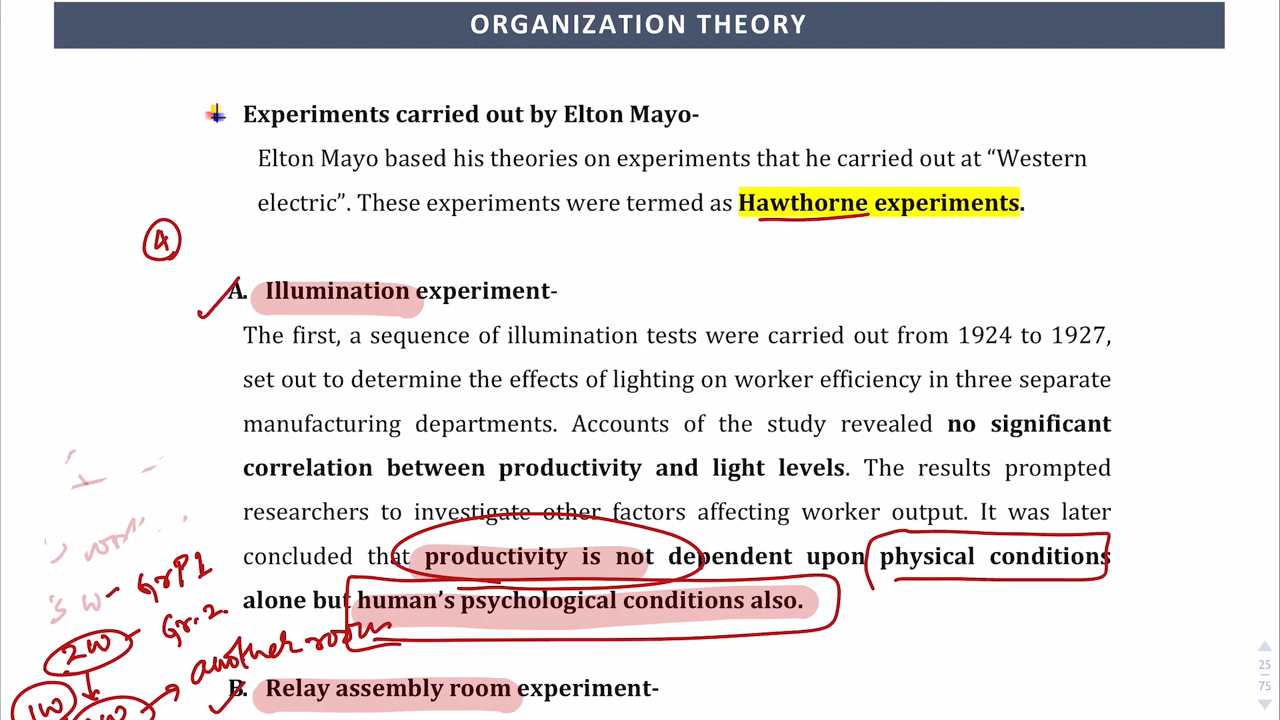 ORGANIZATION THEORY
Experiments carried out by Elton Mayo-
Elton Mayo based his theories on experiments that he carried out at “Western
electric”. These experiments were termed as Hawthorne experiments.
4
A. Illumination experiment-
The first, a sequence of illumination tests were carried out from 1924 to 1927,
set out to determine the effects of lighting on worker efficiency in three separate
manufacturing departments. Accounts of the study revealed no significant
correlation between productivity and light levels. The results prompted
researchers to investigate other factors affecting worker output. It was later
concluded that productivity is not dependent upon physical conditions
alone but human’s psychological conditions also.
GrP1
Gr.2
2w
another room
B. Relay assembly room experiment-
1w
25
75